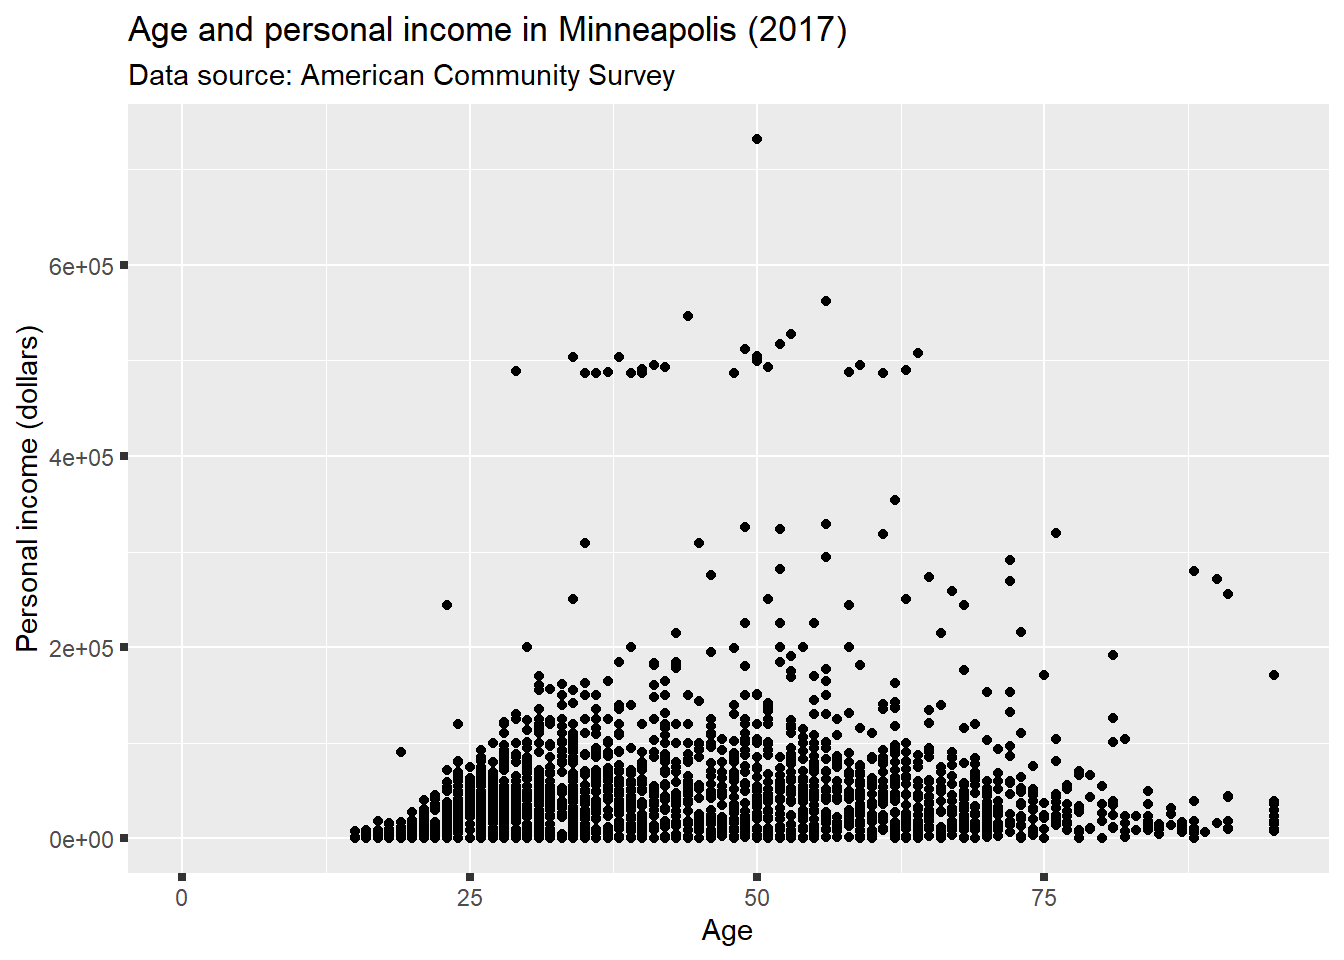 Age and personal income in Minneapolis (2017)
Data source: American Community Survey
Personal income (dollars)
6e+05
4e+05
2e+05
0e+00
0
25
50
75
Age